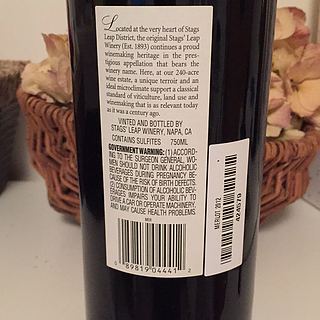 Located at the very heart of Stags
Leap District, the original Stags' Leap
Winery (Est. 1893) continues a proud
winemaking heritage in the pres-
tigious appellation that bears the
winery name. Here, at our 240-acre
wine estate, a unique terroir and an
ideal microclimate support a classical
standard of viticulture, land use and
winemaking that is as relevant today
as it was a century ago.
VINTED AND BOTTLED BY
STAGS' LEAP WINERY, NAPA, CA
CONTAINS SULFITES 750ML
GOVERNMENT WARNING: (1) ACCORD-
ING TO THE SURGEON GENERAL, WO-
MEN SHOULD NOT DRINK ALCOHOLIC
BEVERAGES DURING PREGNANCY BE-
CAUSE OF THE RISK OF BIRTH DEFECTS.
(2) CONSUMPTION OF ALCOHOLIC BEV-
ERAGES IMPAIRS YOUR ABILITY TO
DRIVE A CAR OR OPERATE MACHINERY,
AND MAY CAUSE HEALTH PROBLEMS
MER
0 89819 04441 2
MERLOT 2012